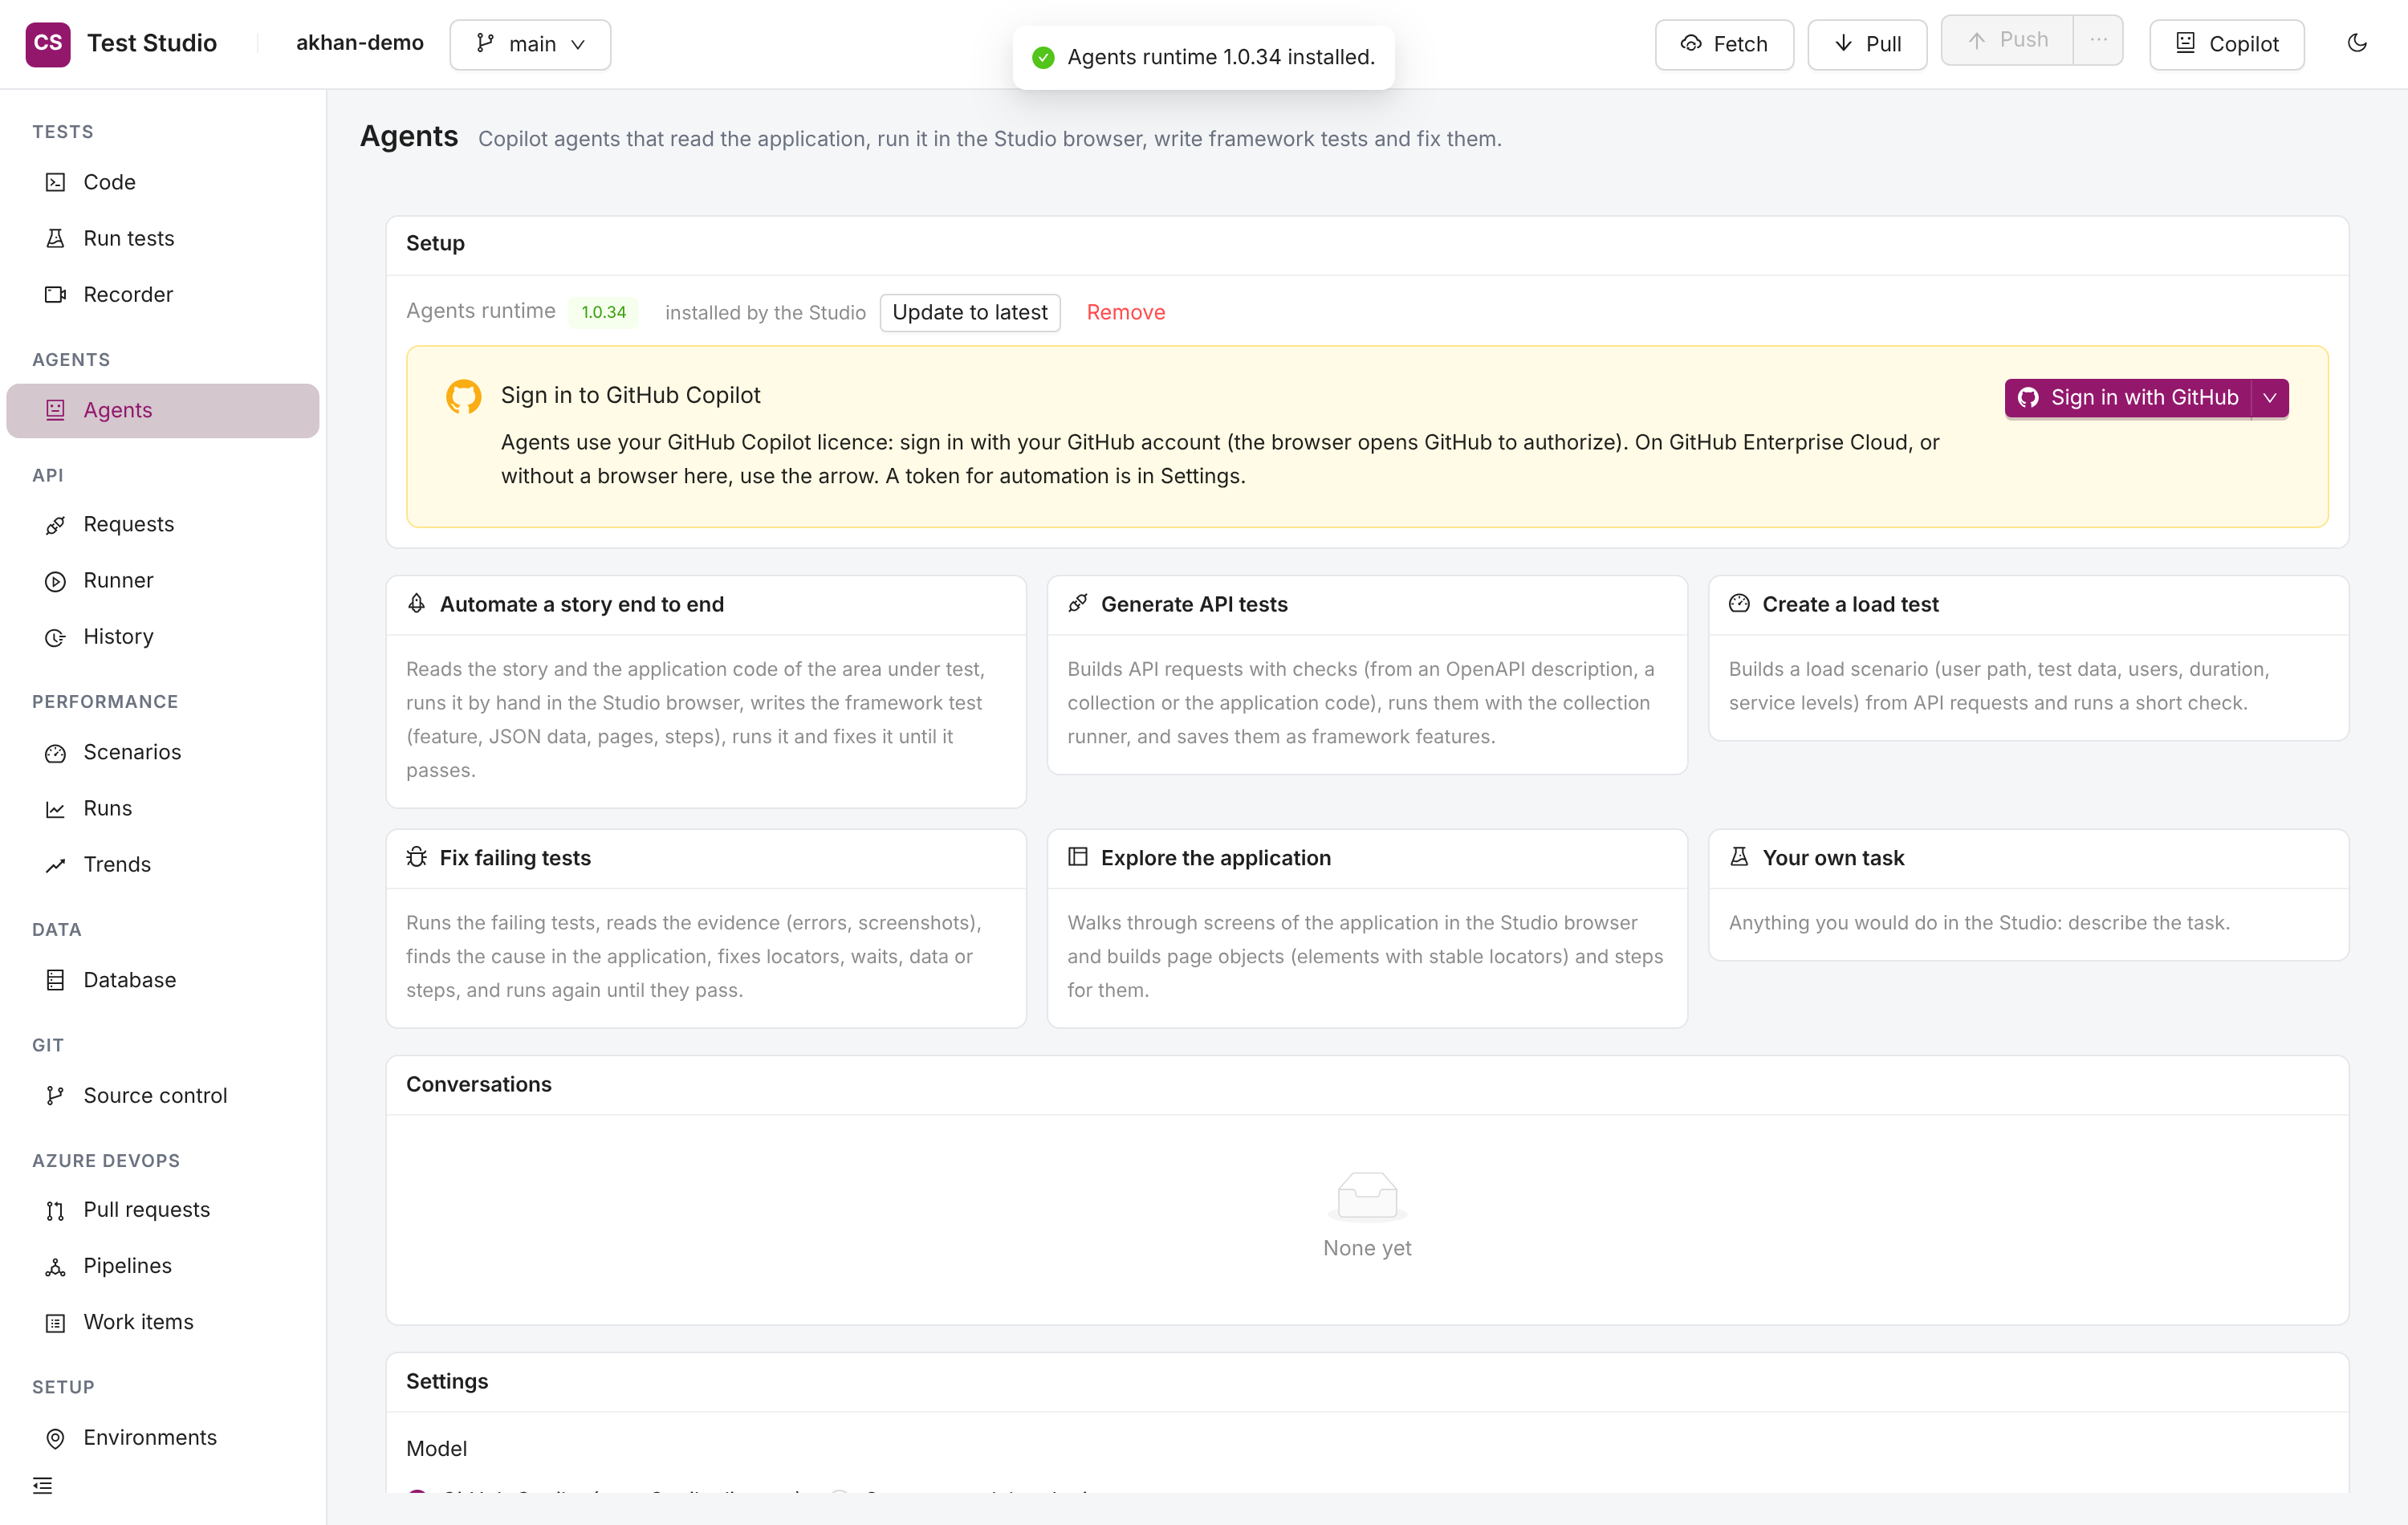 CS Test Studio
akhan-demo
main
Agents runtime 1.0.34 installed.
Fetch
Pull
Push
Copilot
TESTS
Code
Run tests
Recorder
AGENTS
Agents
API
Requests
Runner
History
PERFORMANCE
Scenarios
Runs
Trends
DATA
Database
GIT
Source control
AZURE DEVOPS
Pull requests
Pipelines
Work items
SETUP
Environments
Agents
Copilot agents that read the application, run it in the Studio browser, write framework tests and fix them.
Setup
Agents runtime 1.0.34 installed by the Studio Update to latest Remove
Sign in to GitHub Copilot
Sign in with GitHub
Agents use your GitHub Copilot licence: sign in with your GitHub account (the browser opens GitHub to authorize). On GitHub Enterprise Cloud, or
without a browser here, use the arrow. A token for automation is in Settings.
Automate a story end to end
Reads the story and the application code of the area under test,
runs it by hand in the Studio browser, writes the framework test
(feature, JSON data, pages, steps), runs it and fixes it until it
passes.
Generate API tests
Builds API requests with checks (from an OpenAPI description, a
collection or the application code), runs them with the collection
runner, and saves them as framework features.
Create a load test
Builds a load scenario (user path, test data, users, duration,
service levels) from API requests and runs a short check.
Fix failing tests
Runs the failing tests, reads the evidence (errors, screenshots),
finds the cause in the application, fixes locators, waits, data or
steps, and runs again until they pass.
Explore the application
Walks through screens of the application in the Studio browser
and builds page objects (elements with stable locators) and steps
for them.
Your own task
Anything you would do in the Studio: describe the task.
Conversations
None yet
Settings
Model